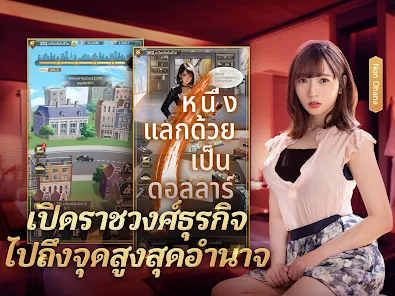 หนึ่ง
แลกด้วย
เป็น
ดอลลาร์
Non Ohana
เปิดราชวงศ์ธุรกิจ
ไปถึงจุดสูงสุดอำนาจ